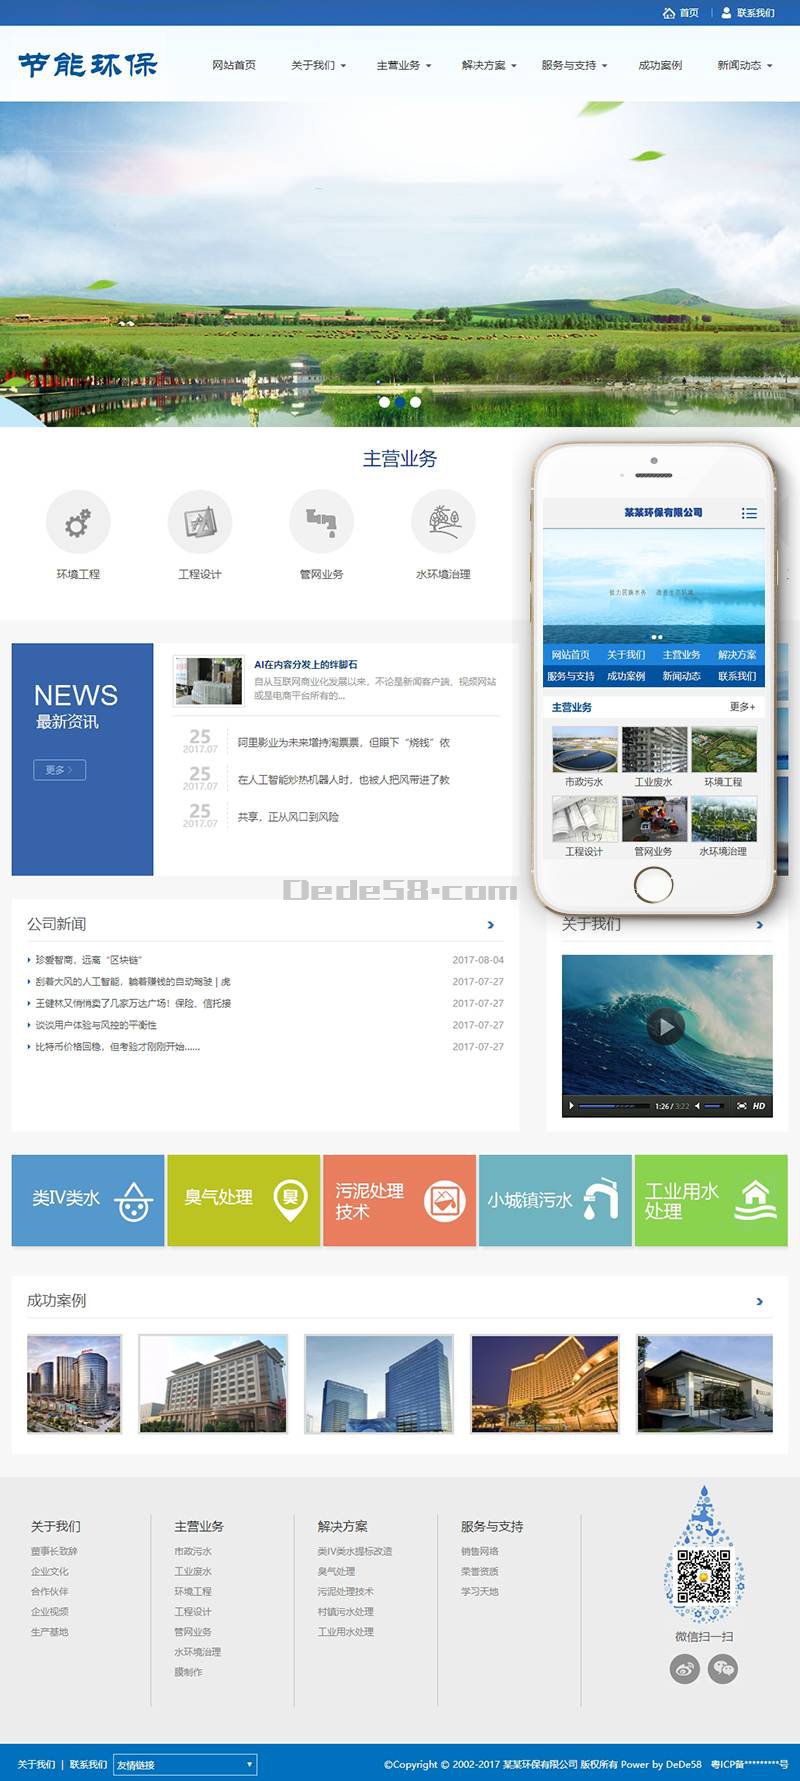 首页 | 联系我们
节能环保
网站首页 关于我们 主营业务 解决方案 服务与支持 成功案例 新闻动态
主营业务
环境工程 工程设计 管网业务 水环境治理
某某环保有限公司
网站首页 关于我们 主营业务 解决方案
服务与支持 成功案例 新闻动态 联系我们
主营业务 更多+
市政污水 工业废水 环境工程
工程设计 管网业务 水环境治理
NEWS
最新资讯
更多
AI在内容分发上的绊脚石
自从互联网商业化发展以来，不论是新闻客户端、视频网站
或是电商平台所有的...
25
2017.07
阿里影业为未来增持淘票票，但眼下“烧钱”依
25
2017.07
在人工智能炒热机器人时，也被人把风带进了教
25
2017.07
共享，正从风口到风险
Dede58.com
公司新闻
珍爱智商，远离“区块链” 2017-08-04
刮着大风的人工智能，躺着赚钱的自动驾驶 | 虎 2017-07-27
王健林又悄悄卖了几家万达广场！保险、信托接 2017-07-27
谈谈用户体验与风控的平衡性 2017-07-27
比特币价格回稳，但考验才刚刚开始…… 2017-07-27
关于我们
1:26 / 3:22 HD
类IV类水
臭气处理
臭
污泥处理
技术
小城镇污水
工业用水
处理
成功案例
关于我们
董事长致辞
企业文化
合作伙伴
企业视频
生产基地
主营业务
市政污水
工业废水
环境工程
工程设计
管网业务
水环境治理
膜制作
解决方案
类IV类水提标改造
臭气处理
污泥处理技术
村镇污水处理
工业用水处理
服务与支持
销售网络
荣誉资质
学习天地
微信扫一扫
关于我们 | 联系我们 友情链接
©Copyright © 2002-2017 某某环保有限公司 版权所有 Power by DeDe58 粤ICP备*********号